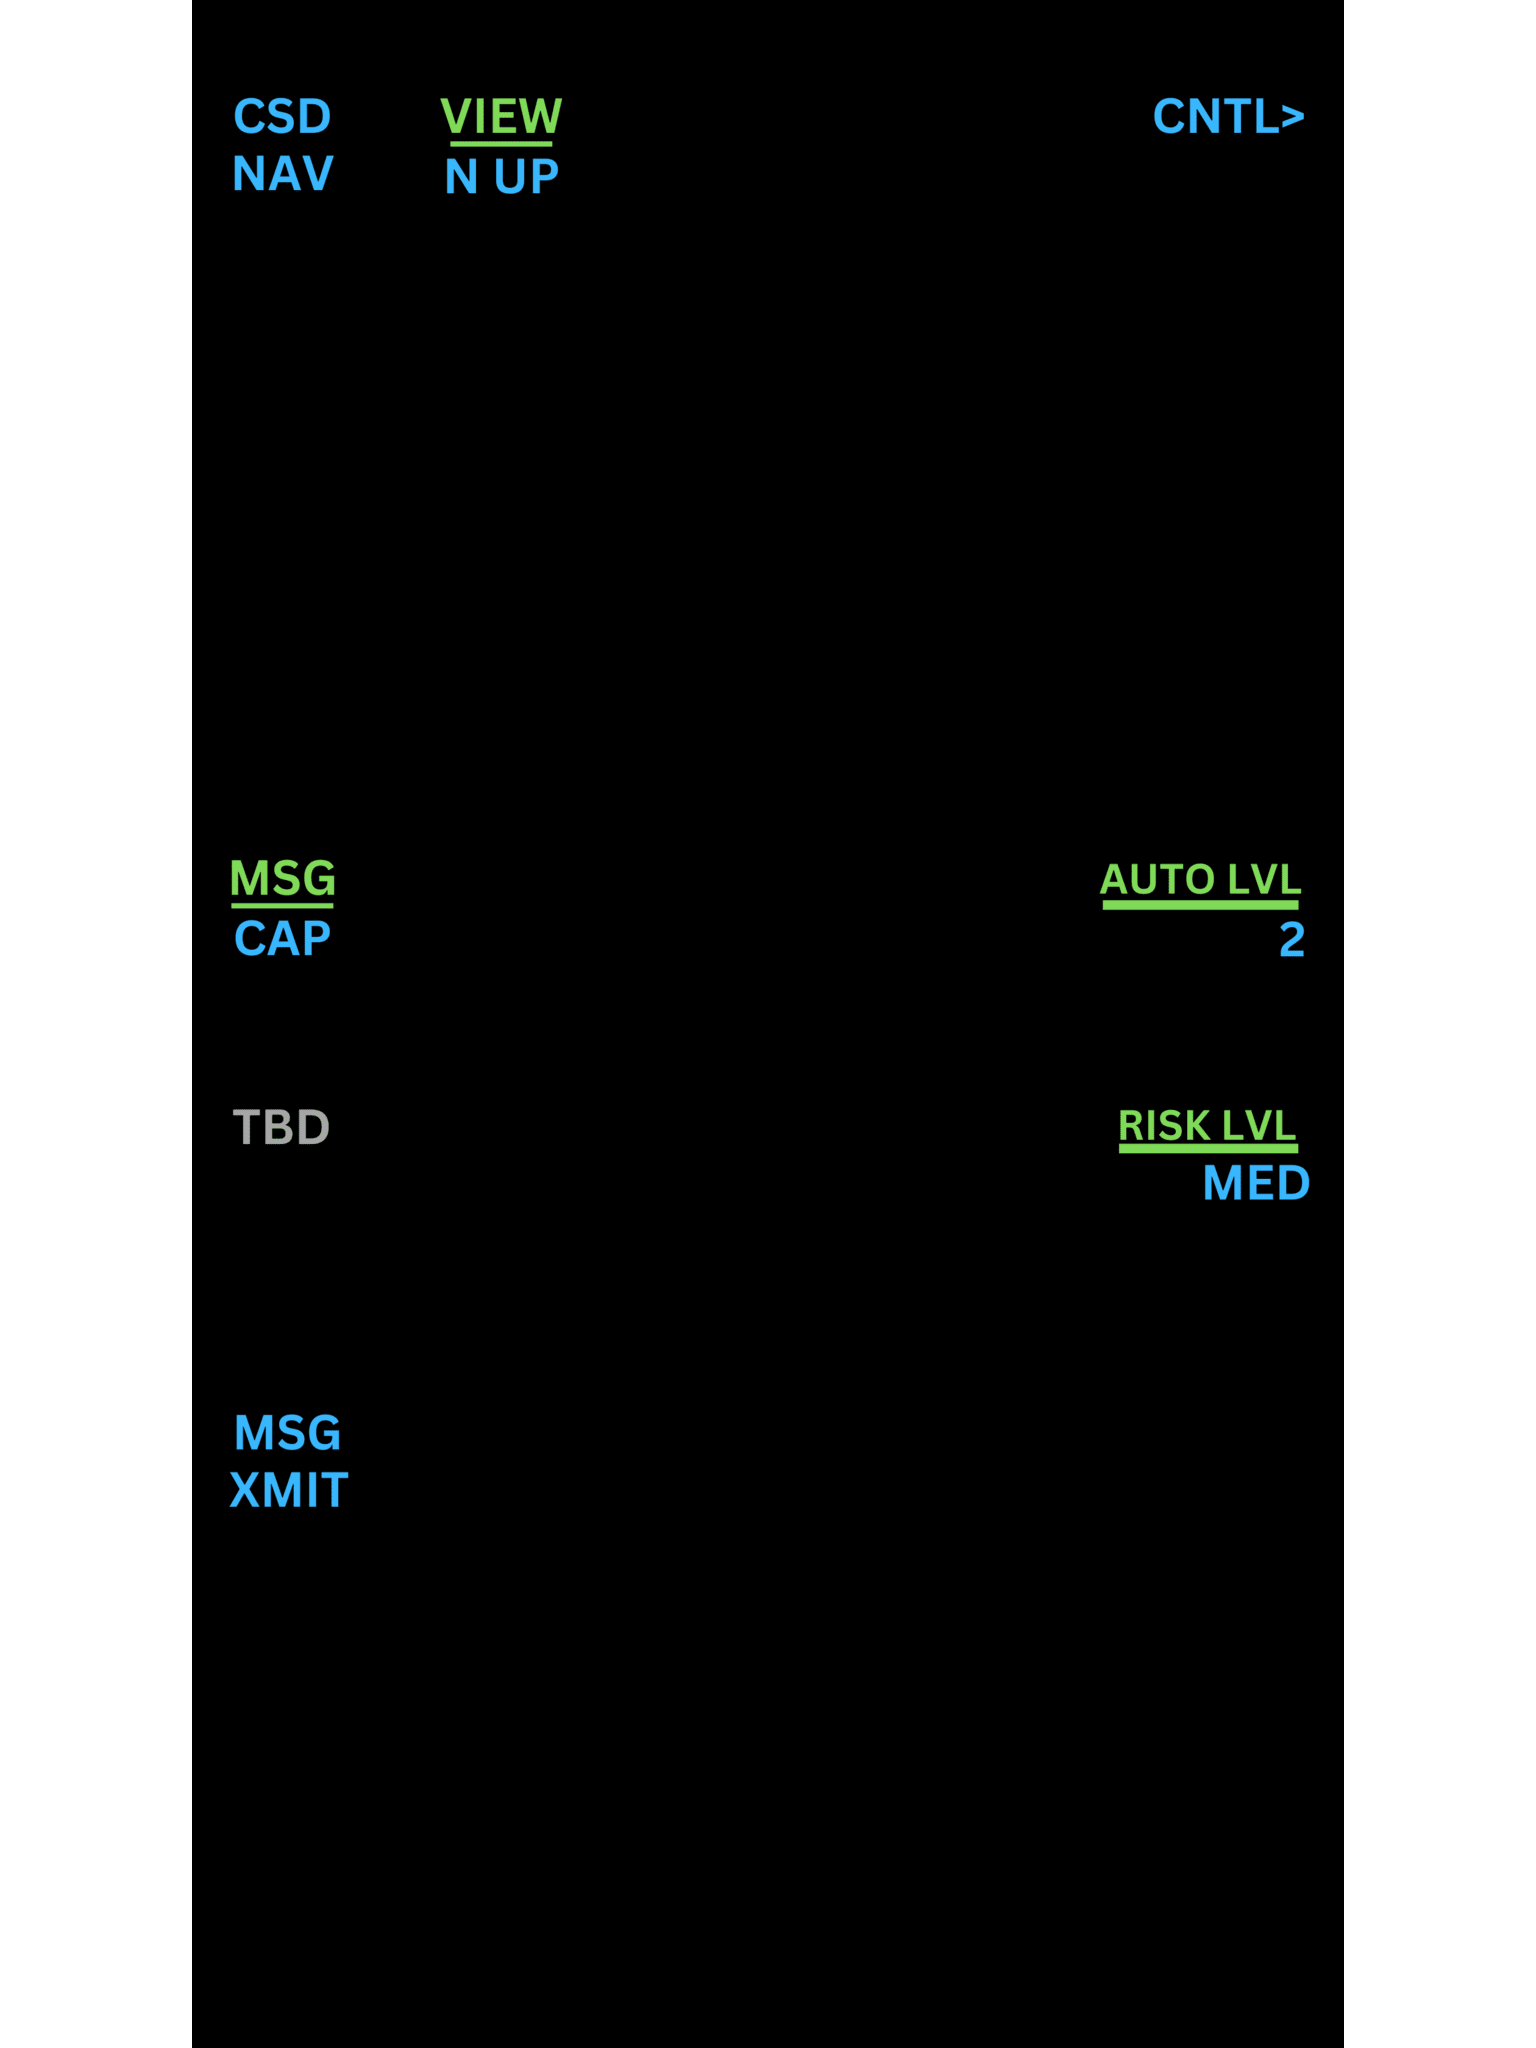 CSD
NAV
VIEW
N UP
CNTL>
MSG
CAP
AUTO LVL
2
TBD
RISK LVL
MED
MSG
XMIT